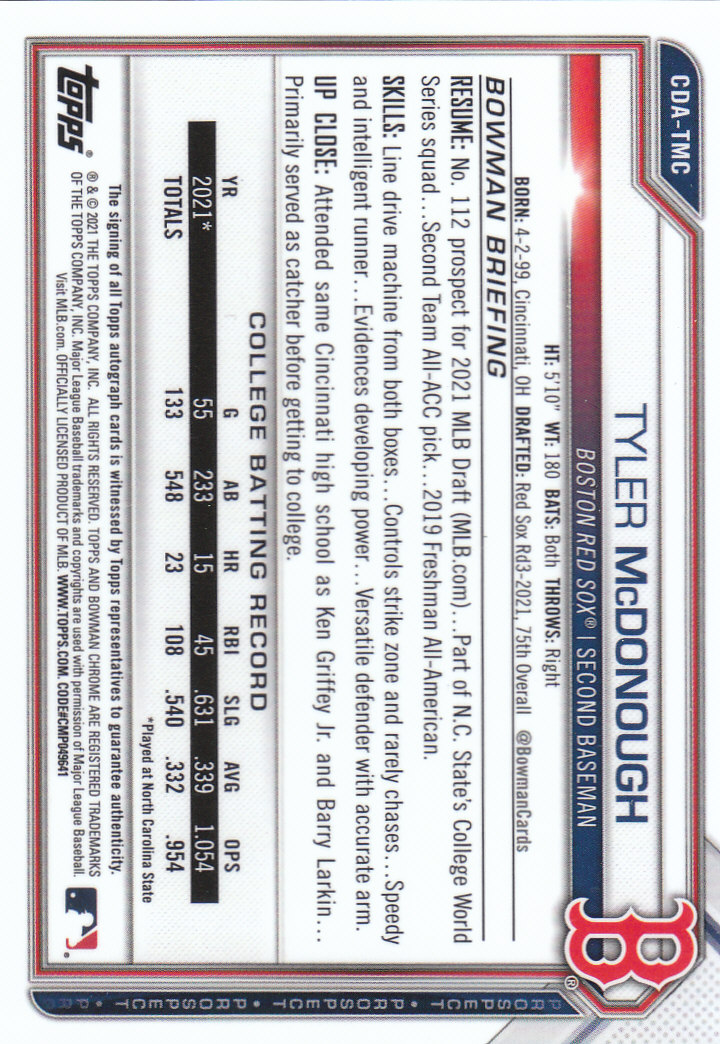 CDA-TMC
TYLER McDONOUGH
BOSTON RED SOX® | SECOND BASEMAN
B
®
HT: 5'10" WT: 180 BATS: Both THROWS: Right
BORN: 4-2-99, Cincinnati, OH DRAFTED: Red Sox Rd3-2021, 75th Overall @BowmanCards
BOWMAN BRIEFING
RESUME: No. 112 prospect for 2021 MLB Draft (MLB.com)...Part of N.C. State's College World
Series squad...Second Team All-ACC pick...2019 Freshman All-American.
SKILLS: Line drive machine from both boxes...Controls strike zone and rarely chases...Speedy
and intelligent runner...Evidences developing power...Versatile defender with accurate arm.
UP CLOSE: Attended same Cincinnati high school as Ken Griffey Jr. and Barry Larkin...
Primarily served as catcher before getting to college.
COLLEGE BATTING RECORD
YR G AB HR RBI SLG AVG OPS
2021* 55 233 15 45 .631 .339 1.054
TOTALS 133 548 23 108 .540 .332 .954
*Played at North Carolina State
The signing of all Topps autograph cards is witnessed by Topps representatives to guarantee authenticity.
topps®
® & © 2021 THE TOPPS COMPANY, INC. ALL RIGHTS RESERVED. TOPPS AND BOWMAN CHROME ARE REGISTERED TRADEMARKS
OF THE TOPPS COMPANY, INC. Major League Baseball trademarks and copyrights are used with permission of Major League Baseball.
Visit MLB.com. OFFICIALLY LICENSED PRODUCT OF MLB. WWW.TOPPS.COM. CODE#CMP049641
®
PROSPECT • PROSPECT • PROSPECT • PR